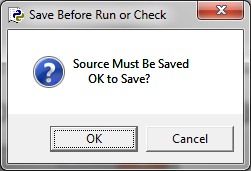 Save Before Run or Check
Source Must Be Saved
OK to Save?
OK
Cancel